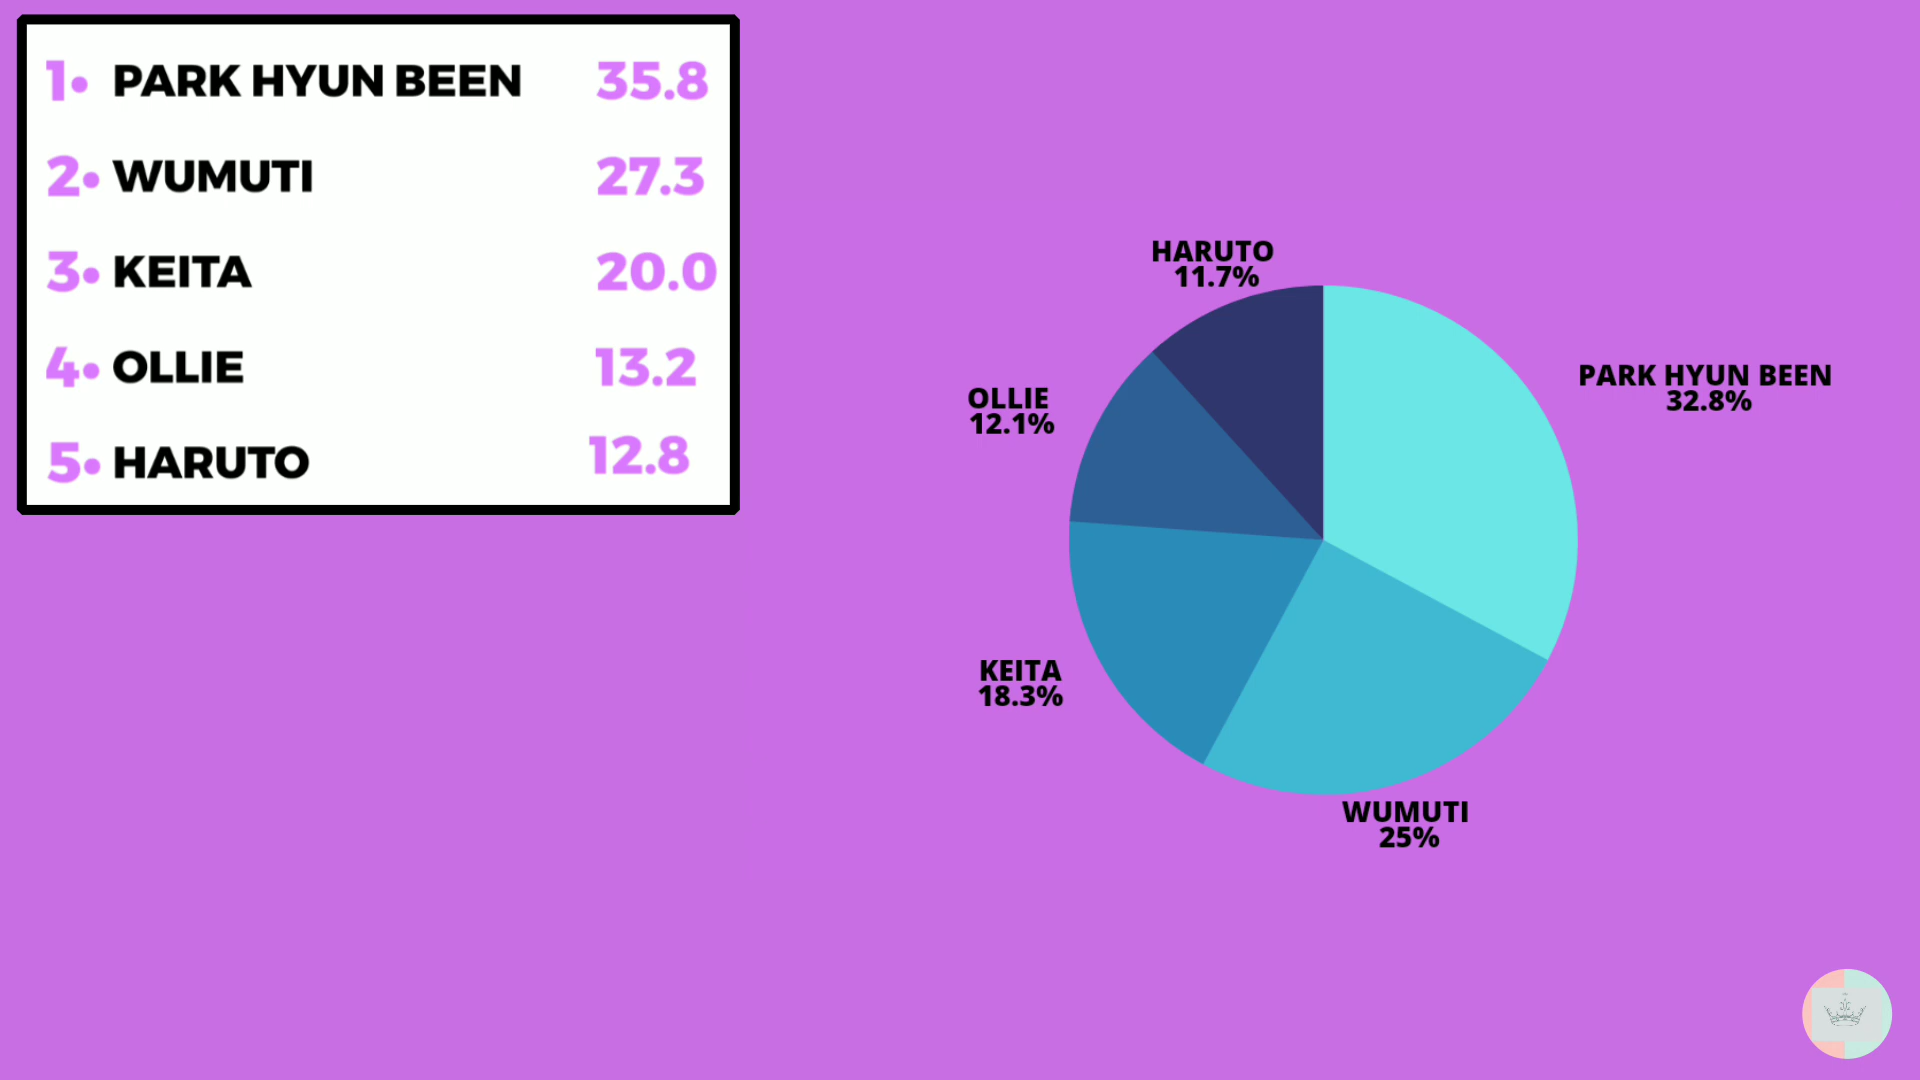 1• PARK HYUN BEEN 35.8
2• WUMUTI 27.3
3• KEITA 20.0
4• OLLIE 13.2
5• HARUTO 12.8
HARUTO
11.7%
PARK HYUN BEEN
32.8%
OLLIE
12.1%
KEITA
18.3%
WUMUTI
25%